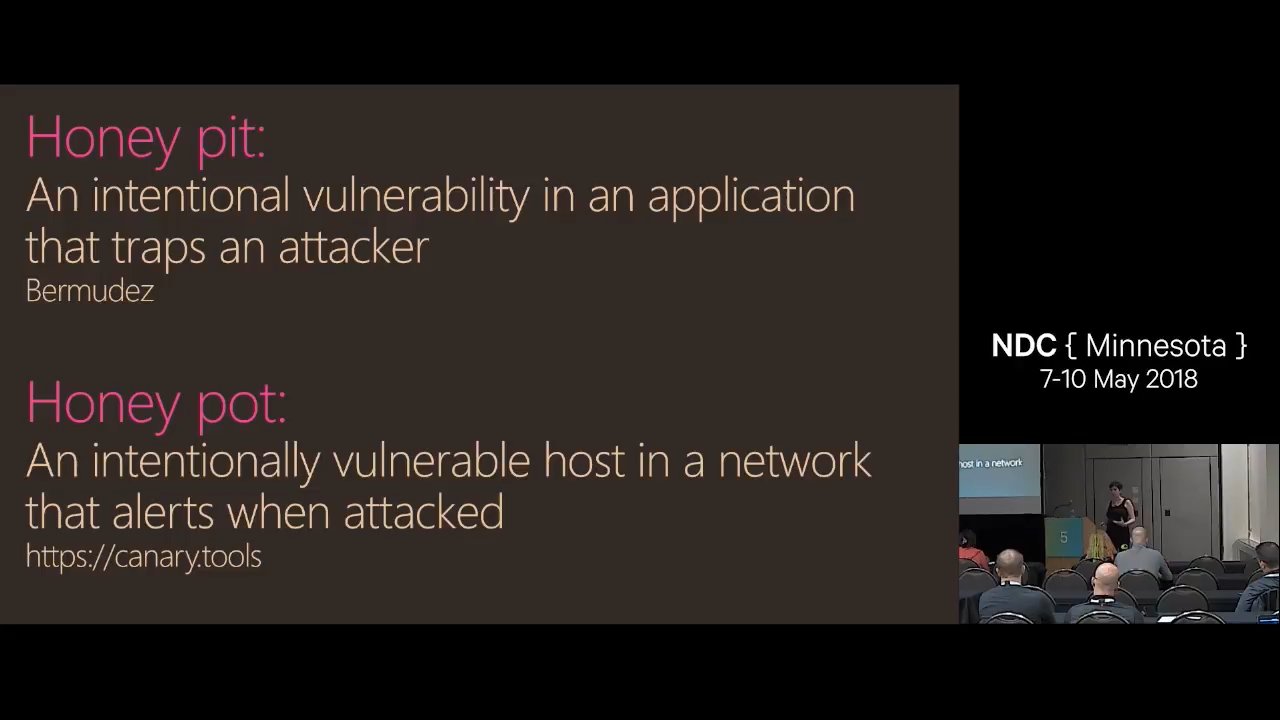 Honey pit:
An intentional vulnerability in an application
that traps an attacker
Bermudez
Honey pot:
An intentionally vulnerable host in a network
that alerts when attacked
https://canary.tools
NDC { Minnesota }
7-10 May 2018
host in a network
5